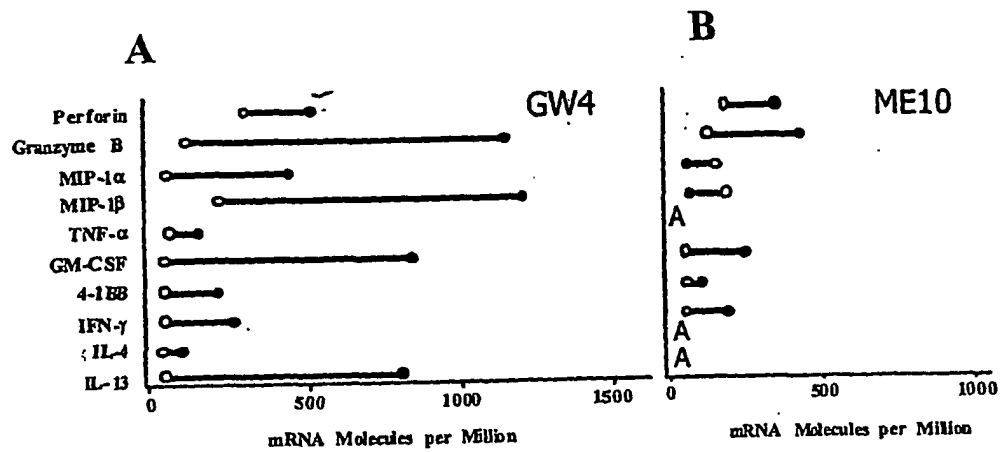 A
B
GW4
ME10
Perforin
Granzyme B
MIP-1α
MIP-1β
TNF-α
GM-CSF
4-1BB
IFN-γ
IL-4
IL-13
A
A
A
0 500 1000 1500
0 500 1000
mRNA Molecules per Million
mRNA Molecules per Million